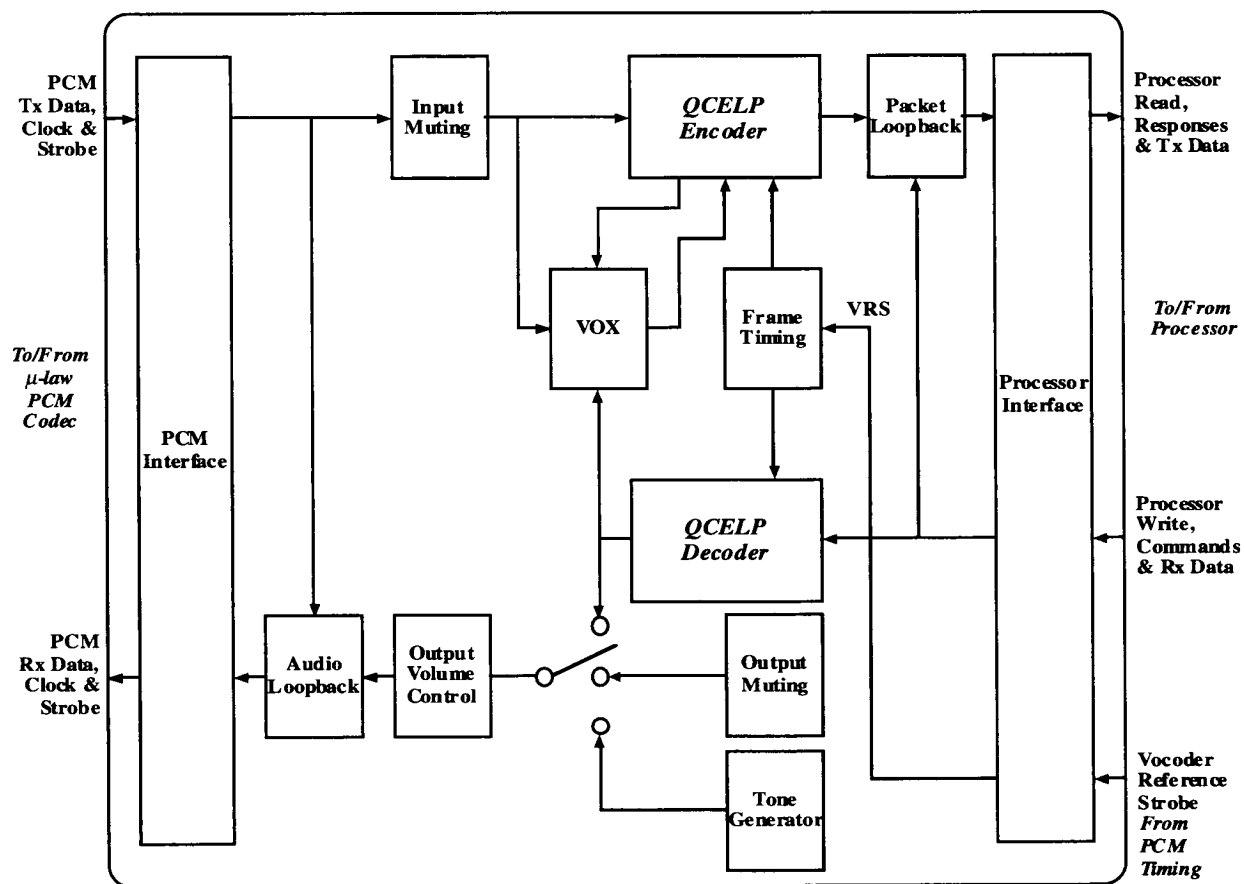 PCM
Tx Data,
Clock &
Strobe
Input
Muting
QCELP
Encoder
Packet
Loopback
Processor
Read,
Responses
& Tx Data
VOX
Frame
Timing
VRS
To/From
Processor
To/From
μ-law
PCM
Codec
PCM
Interface
Processor
Interface
QCELP
Decoder
Processor
Write,
Commands
& Rx Data
PCM
Rx Data,
Clock &
Strobe
Audio
Loopback
Output
Volume
Control
Output
Muting
Tone
Generator
Vocoder
Reference
Strobe
From
PCM
Timing